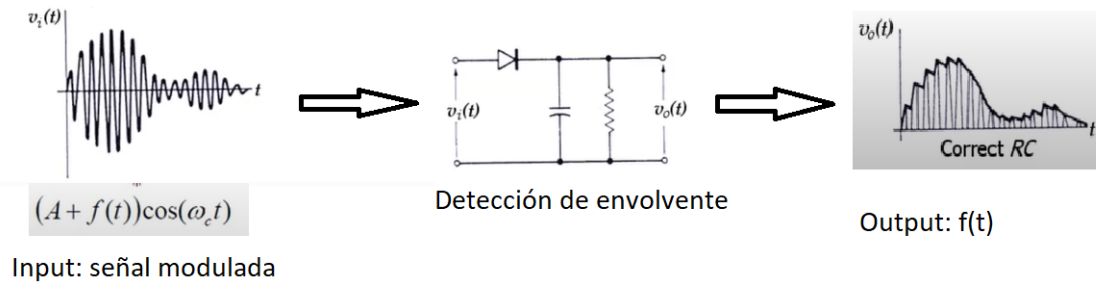 vᵢ(t)
t
(A + f(t))cos(ω꜀t)
Input: señal modulada
vᵢ(t)
v₀(t)
Detección de envolvente
v₀(t)
t
Correct RC
Output: f(t)